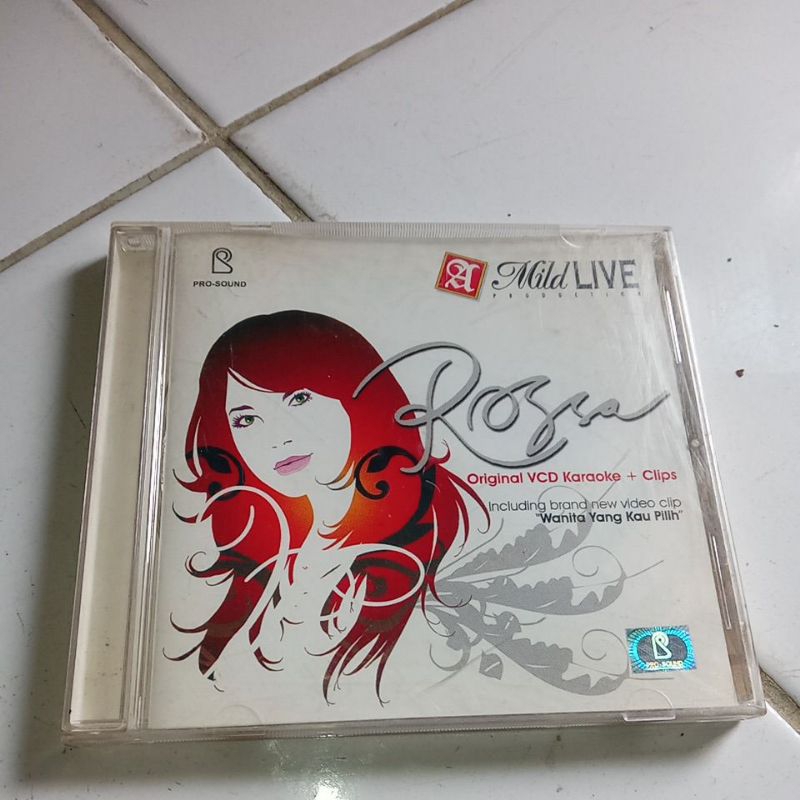 PRO-SOUND
A Mild LIVE
PRODUCTION
Rossa
Original VCD Karaoke + Clips
Including brand new video clip
"Wanita Yang Kau Pilih"
PRO-SOUND